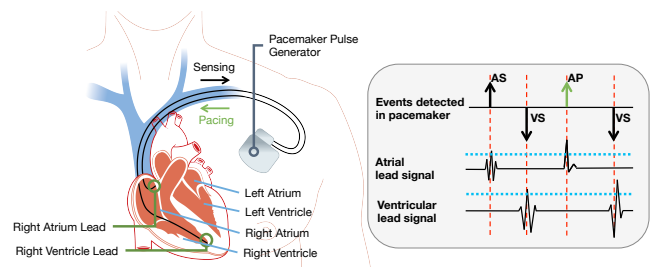 Pacemaker Pulse
Generator
Sensing
Pacing
Left Atrium
Left Ventricle
Right Atrium
Right Ventricle
Right Atrium Lead
Right Ventricle Lead
AS
AP
Events detected
in pacemaker
VS
VS
Atrial
lead signal
Ventricular
lead signal